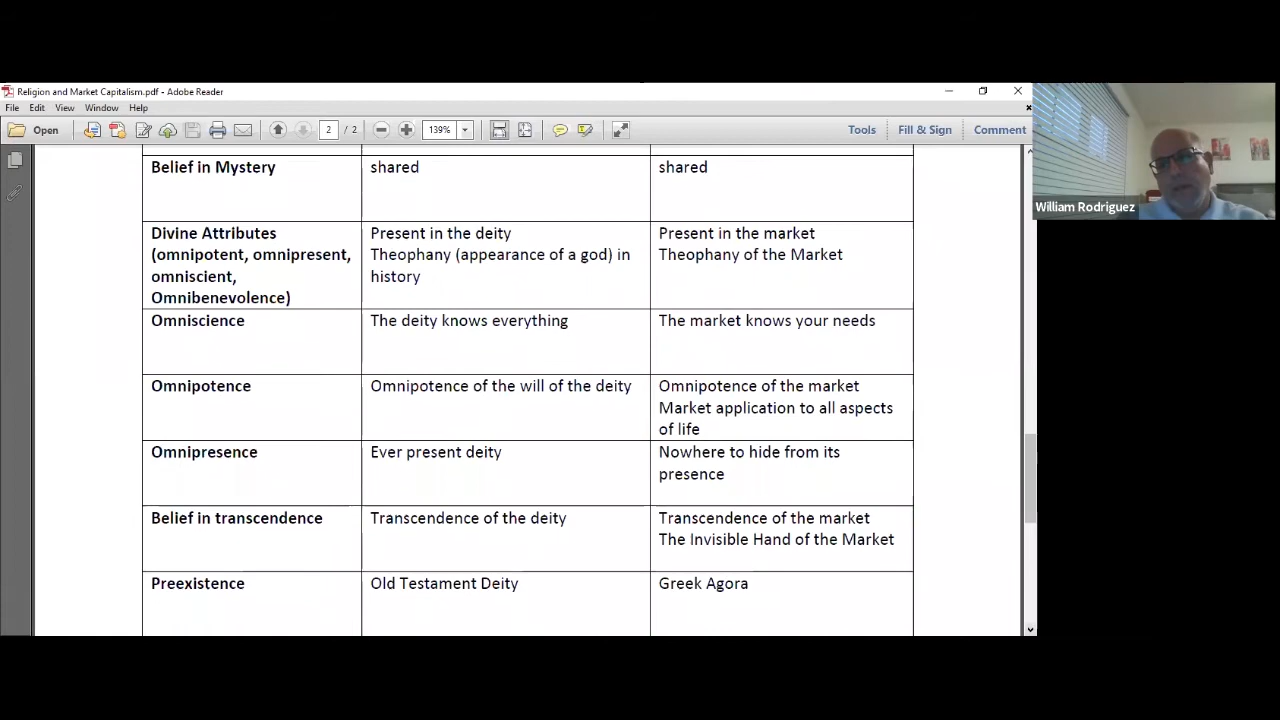 Religion and Market Capitalism.pdf - Adobe Reader
File Edit View Window Help
Open 2 / 2 139% Tools Fill & Sign Comment
William Rodriguez
Belief in Mystery shared shared
Divine Attributes Present in the deity Present in the market
(omnipotent, omnipresent, Theophany (appearance of a god) in Theophany of the Market
omniscient, history
Omnibenevolence)
Omniscience The deity knows everything The market knows your needs
Omnipotence Omnipotence of the will of the deity Omnipotence of the market
Market application to all aspects
of life
Omnipresence Ever present deity Nowhere to hide from its
presence
Belief in transcendence Transcendence of the deity Transcendence of the market
The Invisible Hand of the Market
Preexistence Old Testament Deity Greek Agora